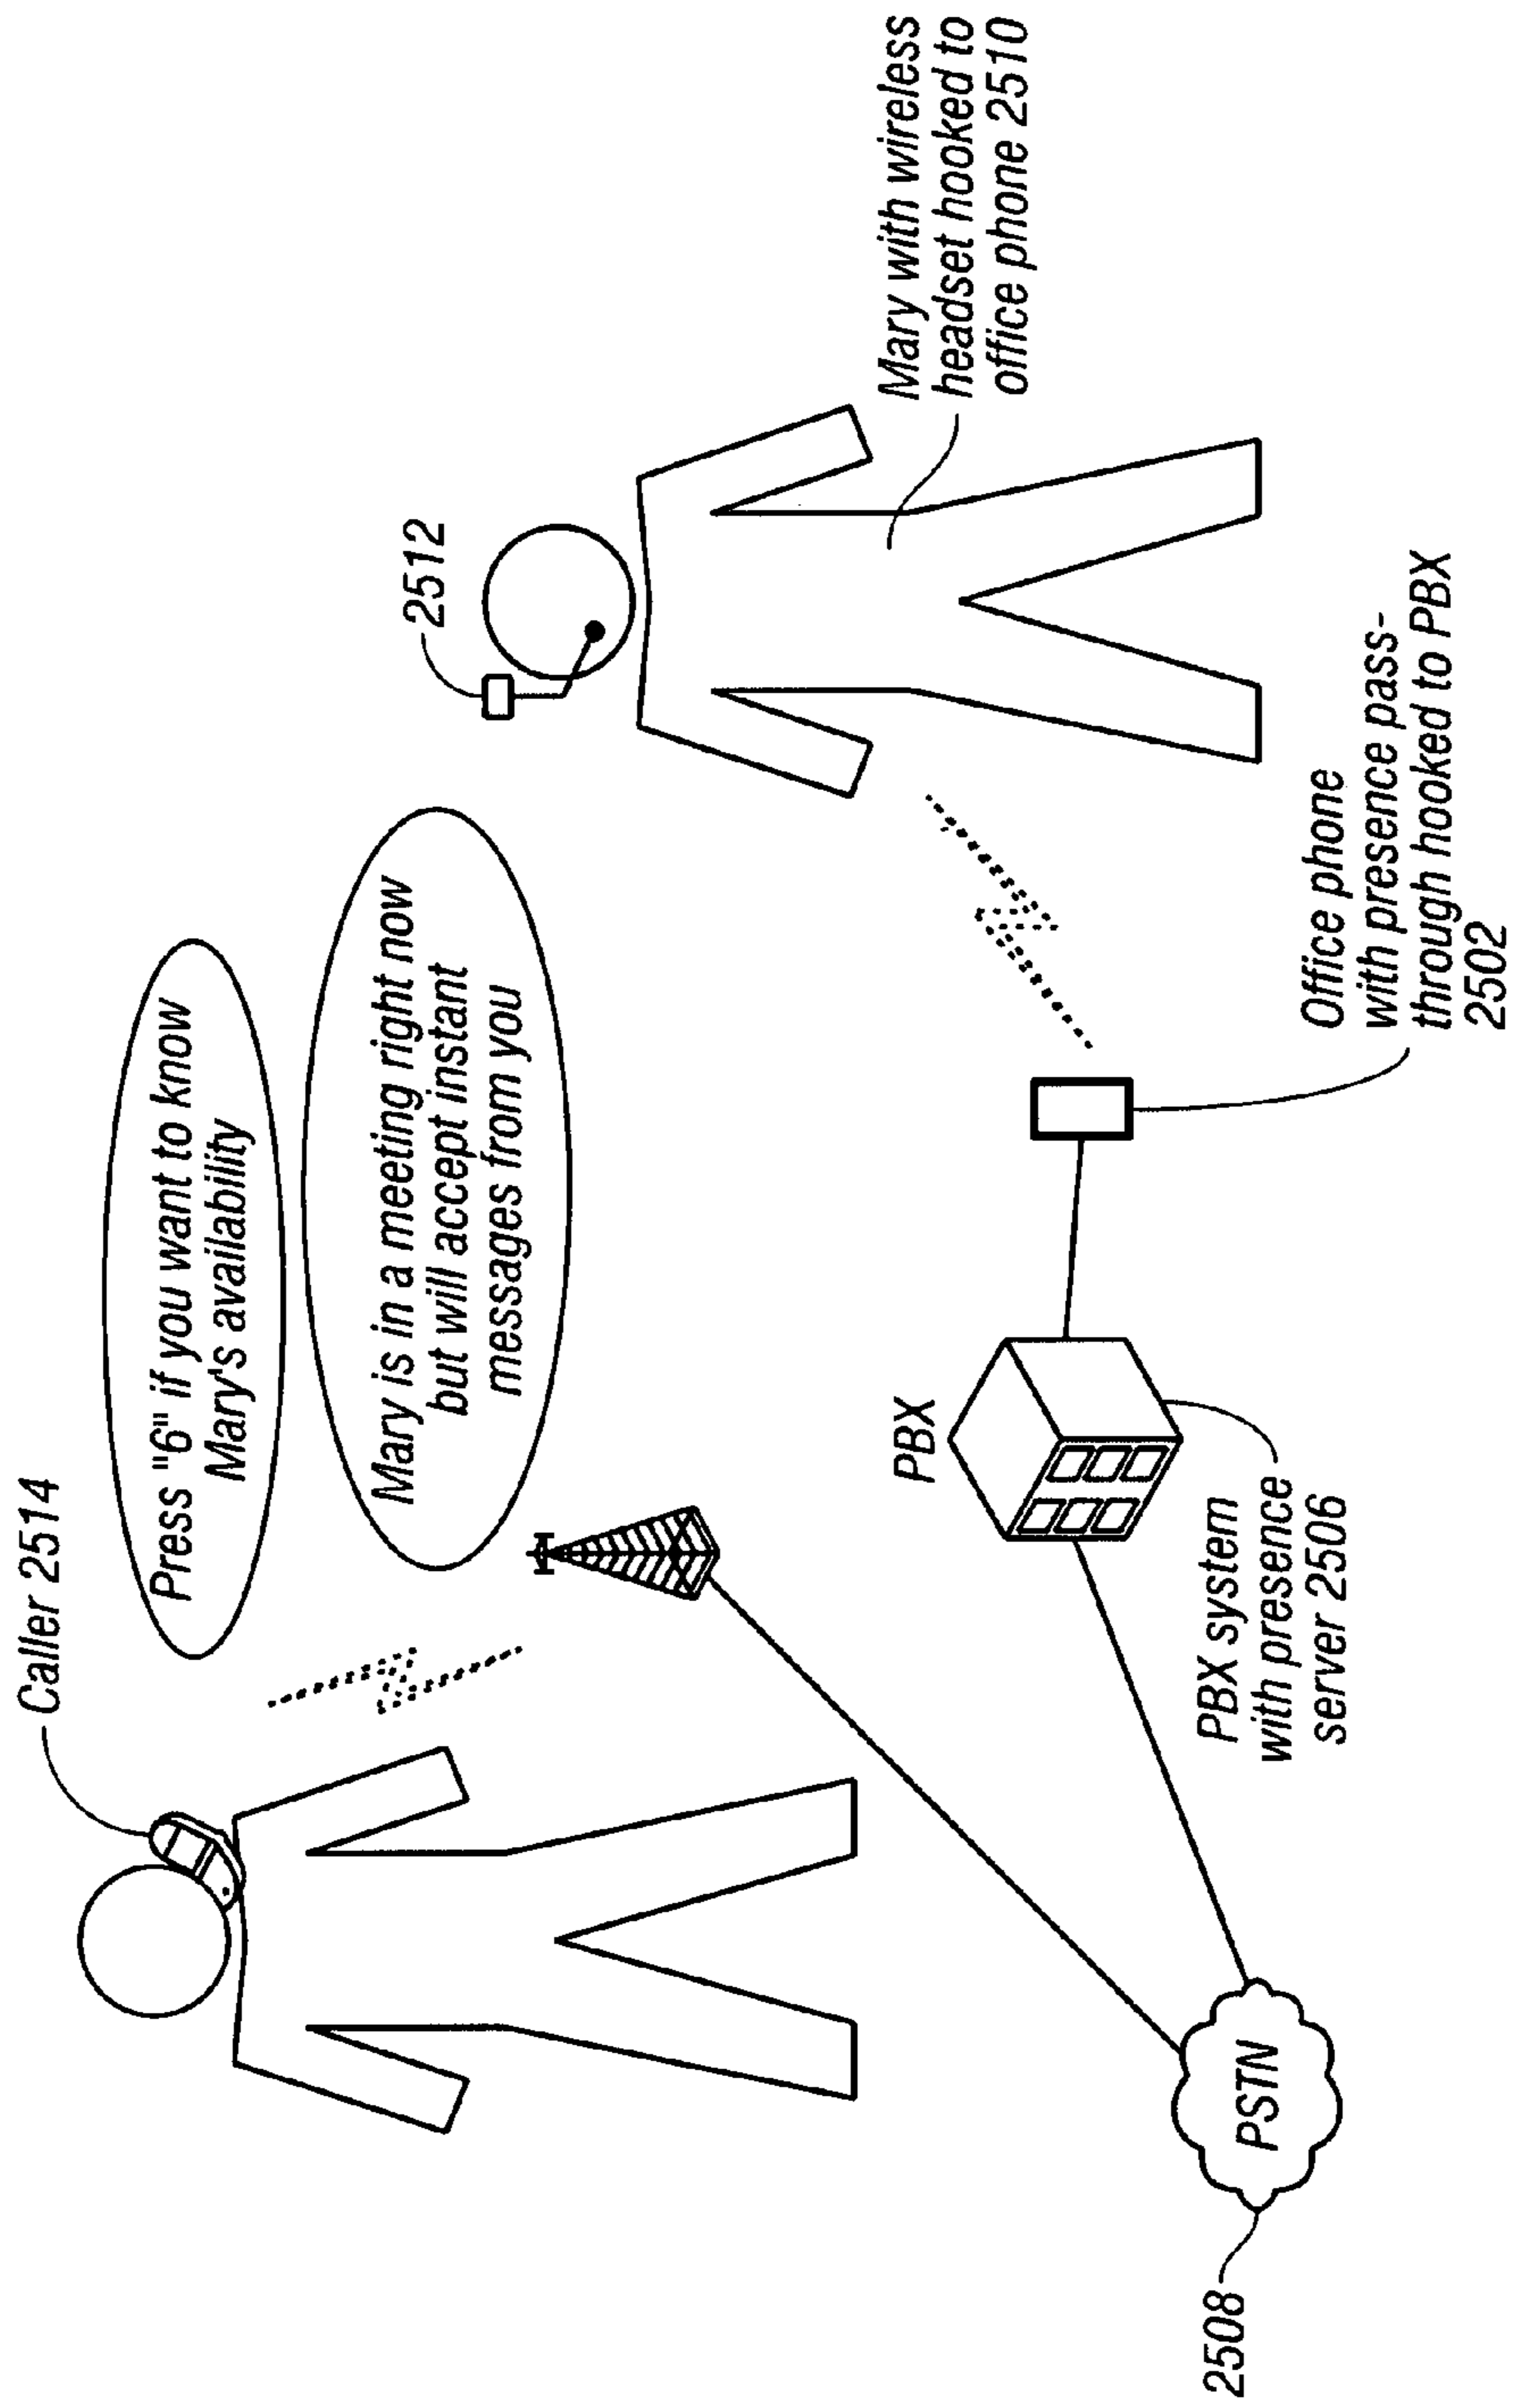 Caller 2514
Press "6" if you want to know
Mary's availability
Mary is in a meeting right now
but will accept instant
messages from you
2512
Mary with wireless
headset hooked to
office phone 2510
PBX
PBX system
with presence
server 2506
Office phone
with presence pass-
through hooked to PBX
2502
PSTN
2508